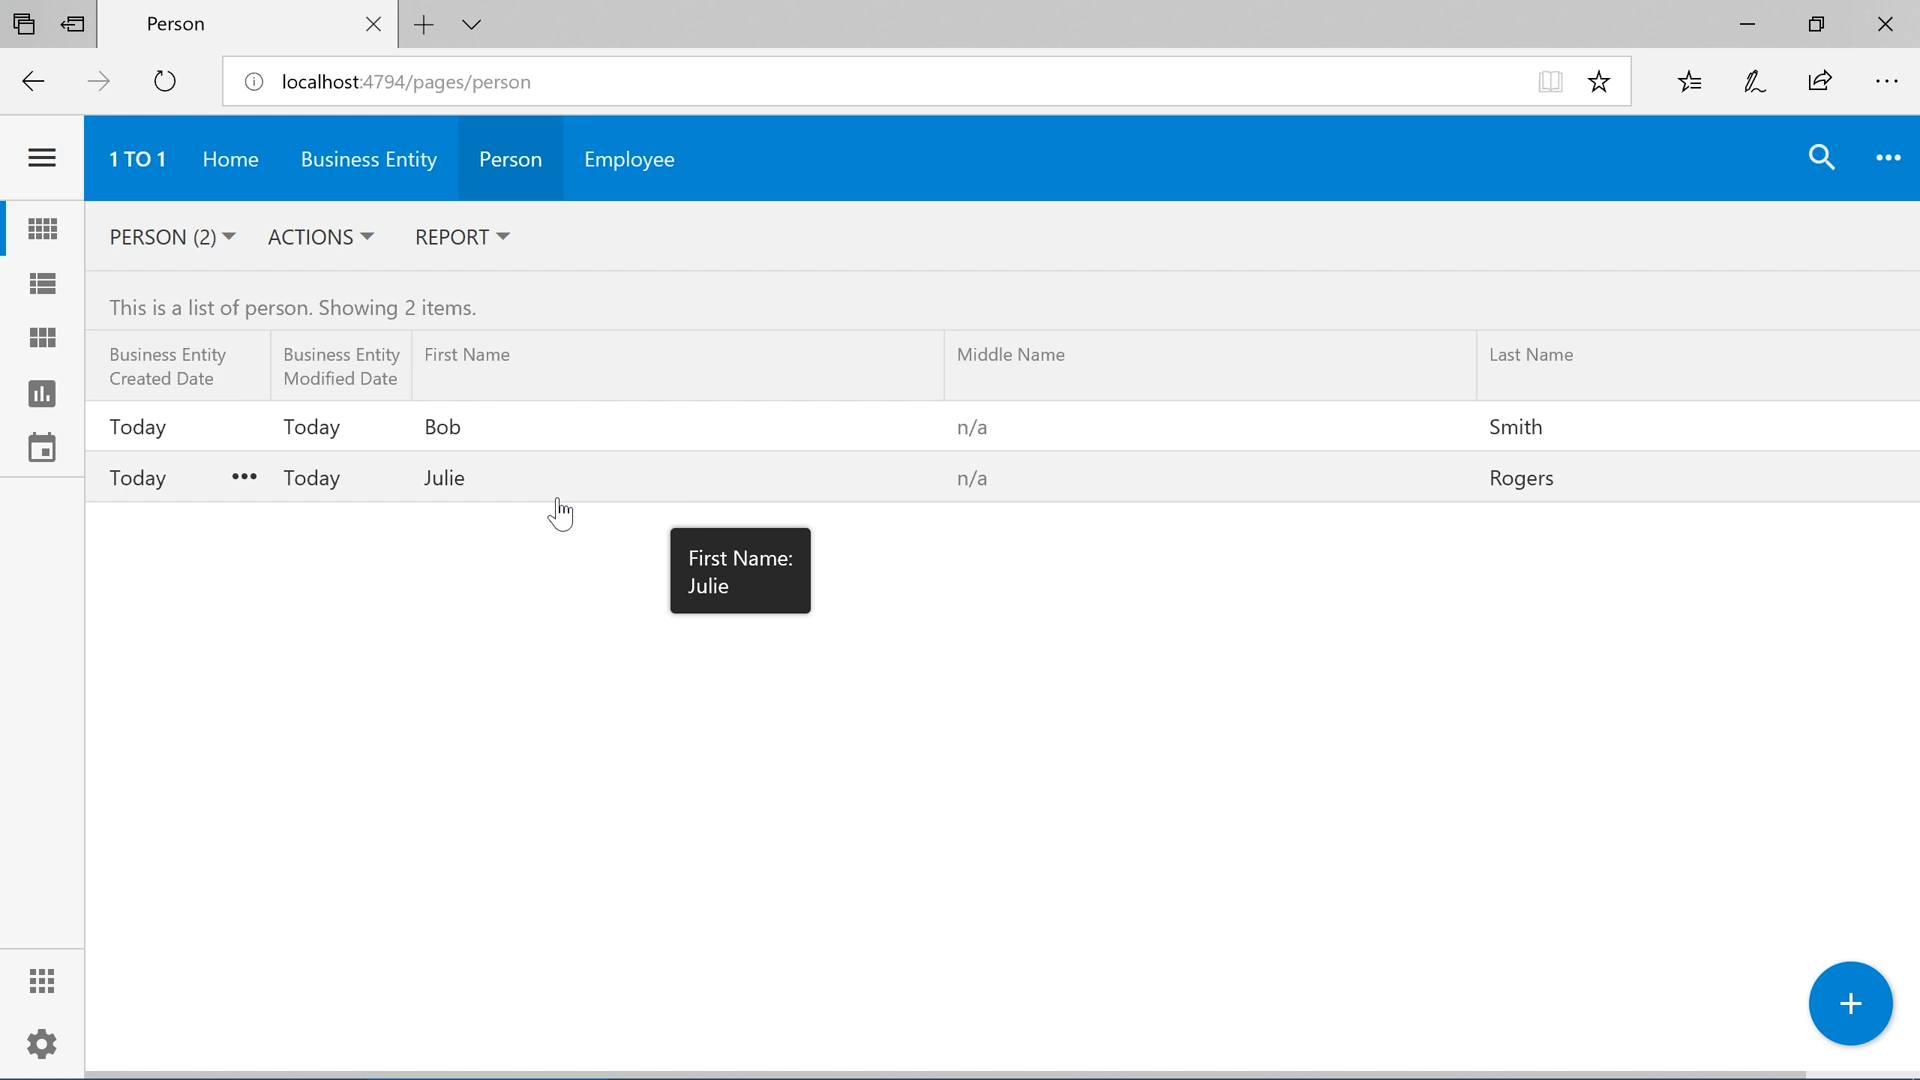 Person
localhost:4794/pages/person
1 TO 1 Home Business Entity Person Employee
PERSON (2) ACTIONS REPORT
This is a list of person. Showing 2 items.
Business Entity Created Date Business Entity Modified Date First Name Middle Name Last Name
Today Today Bob n/a Smith
Today Today Julie n/a Rogers
First Name:
Julie